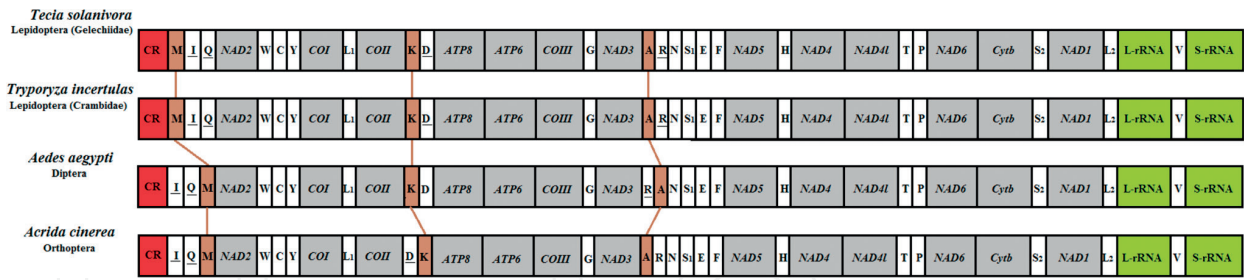 Tecia solanivora
Lepidoptera (Gelechiidae)
CR M I Q NAD2 W C Y COI L1 COII K D ATP8 ATP6 COIII G NAD3 A R N S1 E F NAD5 H NAD4 NAD4l T P NAD6 Cytb S2 NAD1 L2 L-rRNA V S-rRNA
Tryporyza incertulas
Lepidoptera (Crambidae)
CR M I Q NAD2 W C Y COI L1 COII K D ATP8 ATP6 COIII G NAD3 A R N S1 E F NAD5 H NAD4 NAD4l T P NAD6 Cytb S2 NAD1 L2 L-rRNA V S-rRNA
Aedes aegypti
Diptera
CR I Q M NAD2 W C Y COI L1 COII K D ATP8 ATP6 COIII G NAD3 R A N S1 E F NAD5 H NAD4 NAD4l T P NAD6 Cytb S2 NAD1 L2 L-rRNA V S-rRNA
Acrida cinerea
Orthoptera
CR I Q M NAD2 W C Y COI L1 COII D K ATP8 ATP6 COIII G NAD3 A R N S1 E F NAD5 H NAD4 NAD4l T P NAD6 Cytb S2 NAD1 L2 L-rRNA V S-rRNA